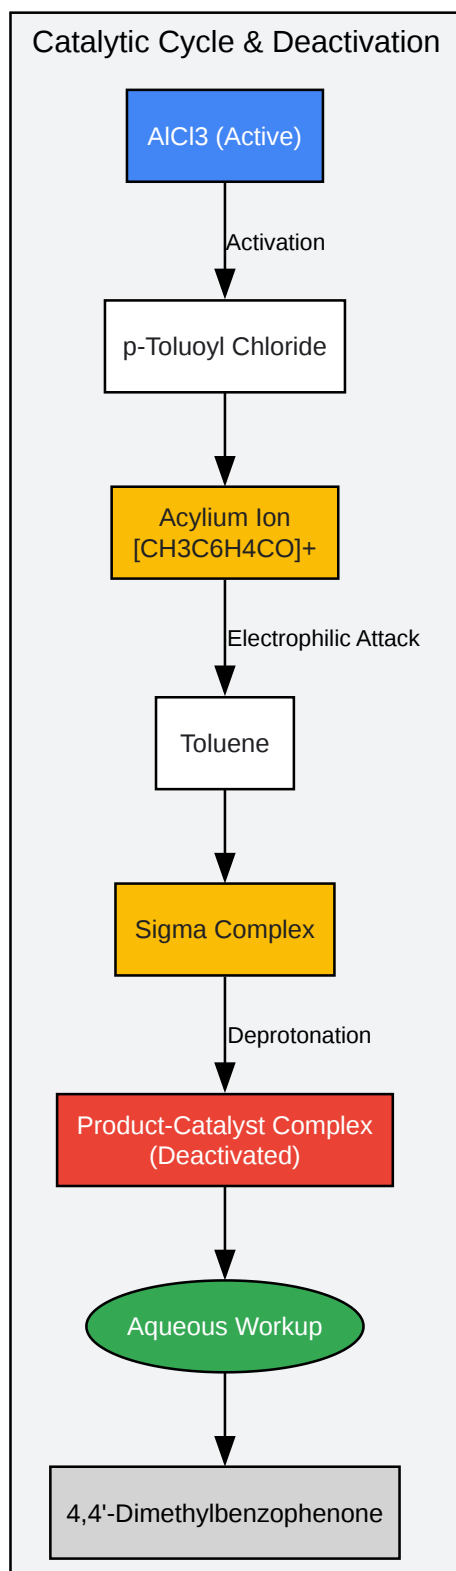 Catalytic Cycle & Deactivation
AlCl3 (Active)
Activation
p-Toluoyl Chloride
Acylium Ion
[CH3C6H4CO]+
Electrophilic Attack
Toluene
Sigma Complex
Deprotonation
Product-Catalyst Complex
(Deactivated)
Aqueous Workup
4,4'-Dimethylbenzophenone